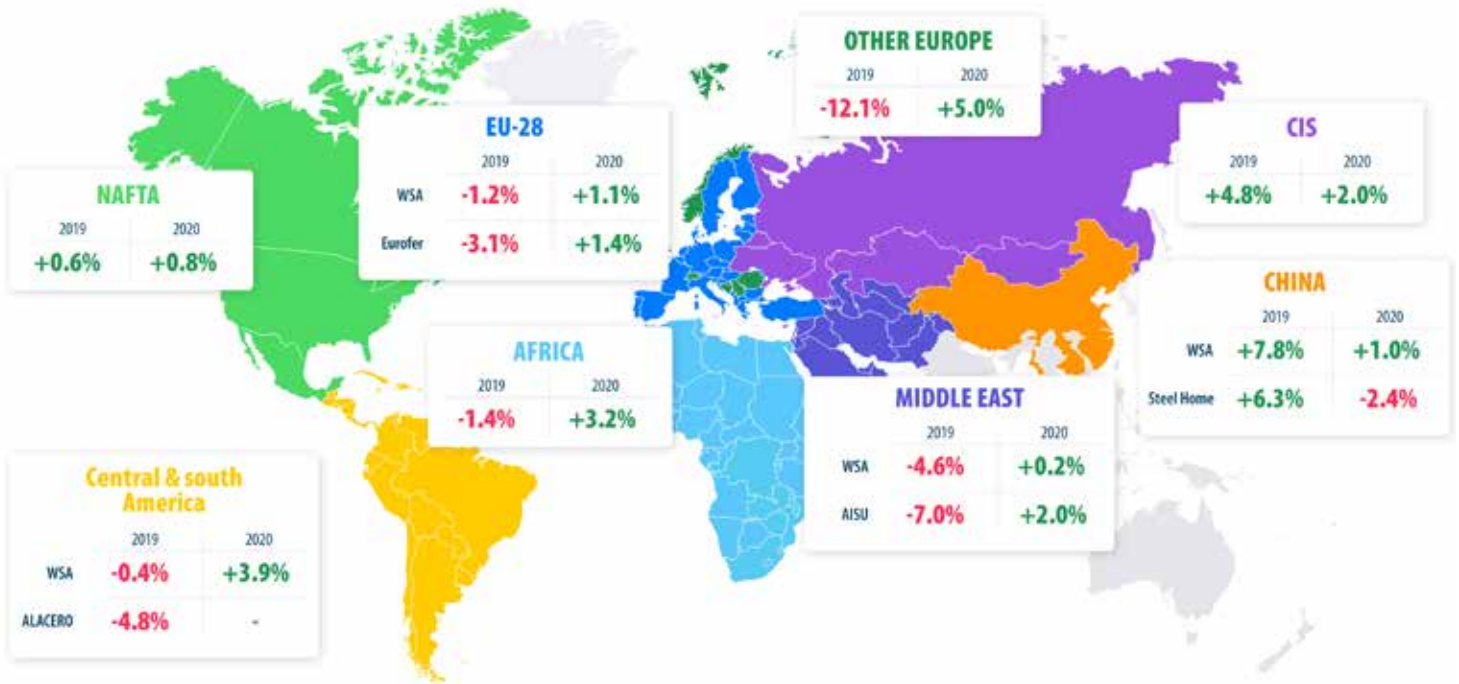 OTHER EUROPE
2019 2020
-12.1% +5.0%
EU-28
2019 2020
WSA -1.2% +1.1%
Eurofer -3.1% +1.4%
CIS
2019 2020
+4.8% +2.0%
NAFTA
2019 2020
+0.6% +0.8%
CHINA
2019 2020
WSA +7.8% +1.0%
Steel Home +6.3% -2.4%
AFRICA
2019 2020
-1.4% +3.2%
MIDDLE EAST
2019 2020
WSA -4.6% +0.2%
AISU -7.0% +2.0%
Central & south
America
2019 2020
WSA -0.4% +3.9%
ALACERO -4.8% -